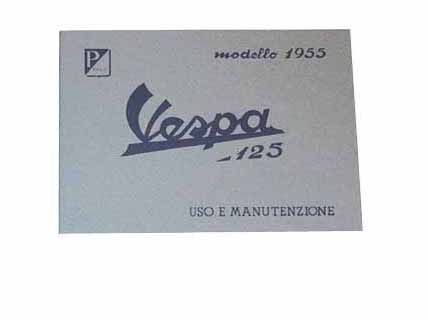 P
modello 1955
Vespa
125
USO E MANUTENZIONE